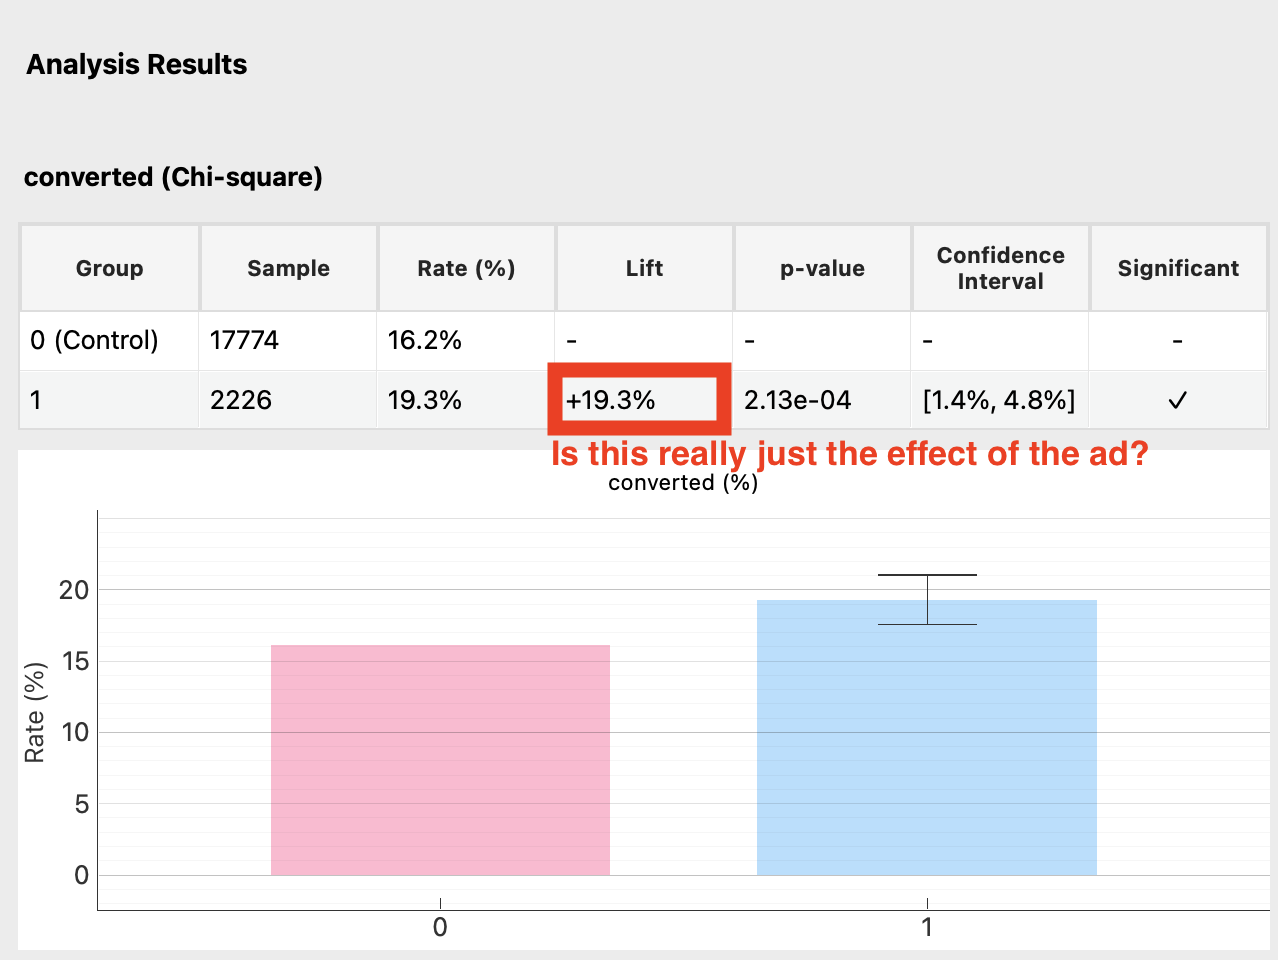 Analysis Results
converted (Chi-square)
Group Sample Rate (%) Lift p-value Confidence Interval Significant
0 (Control) 17774 16.2% - - - -
1 2226 19.3% +19.3% 2.13e-04 [1.4%, 4.8%] ✓
Is this really just the effect of the ad?
converted (%)
Rate (%)
20
15
10
5
0
0 1